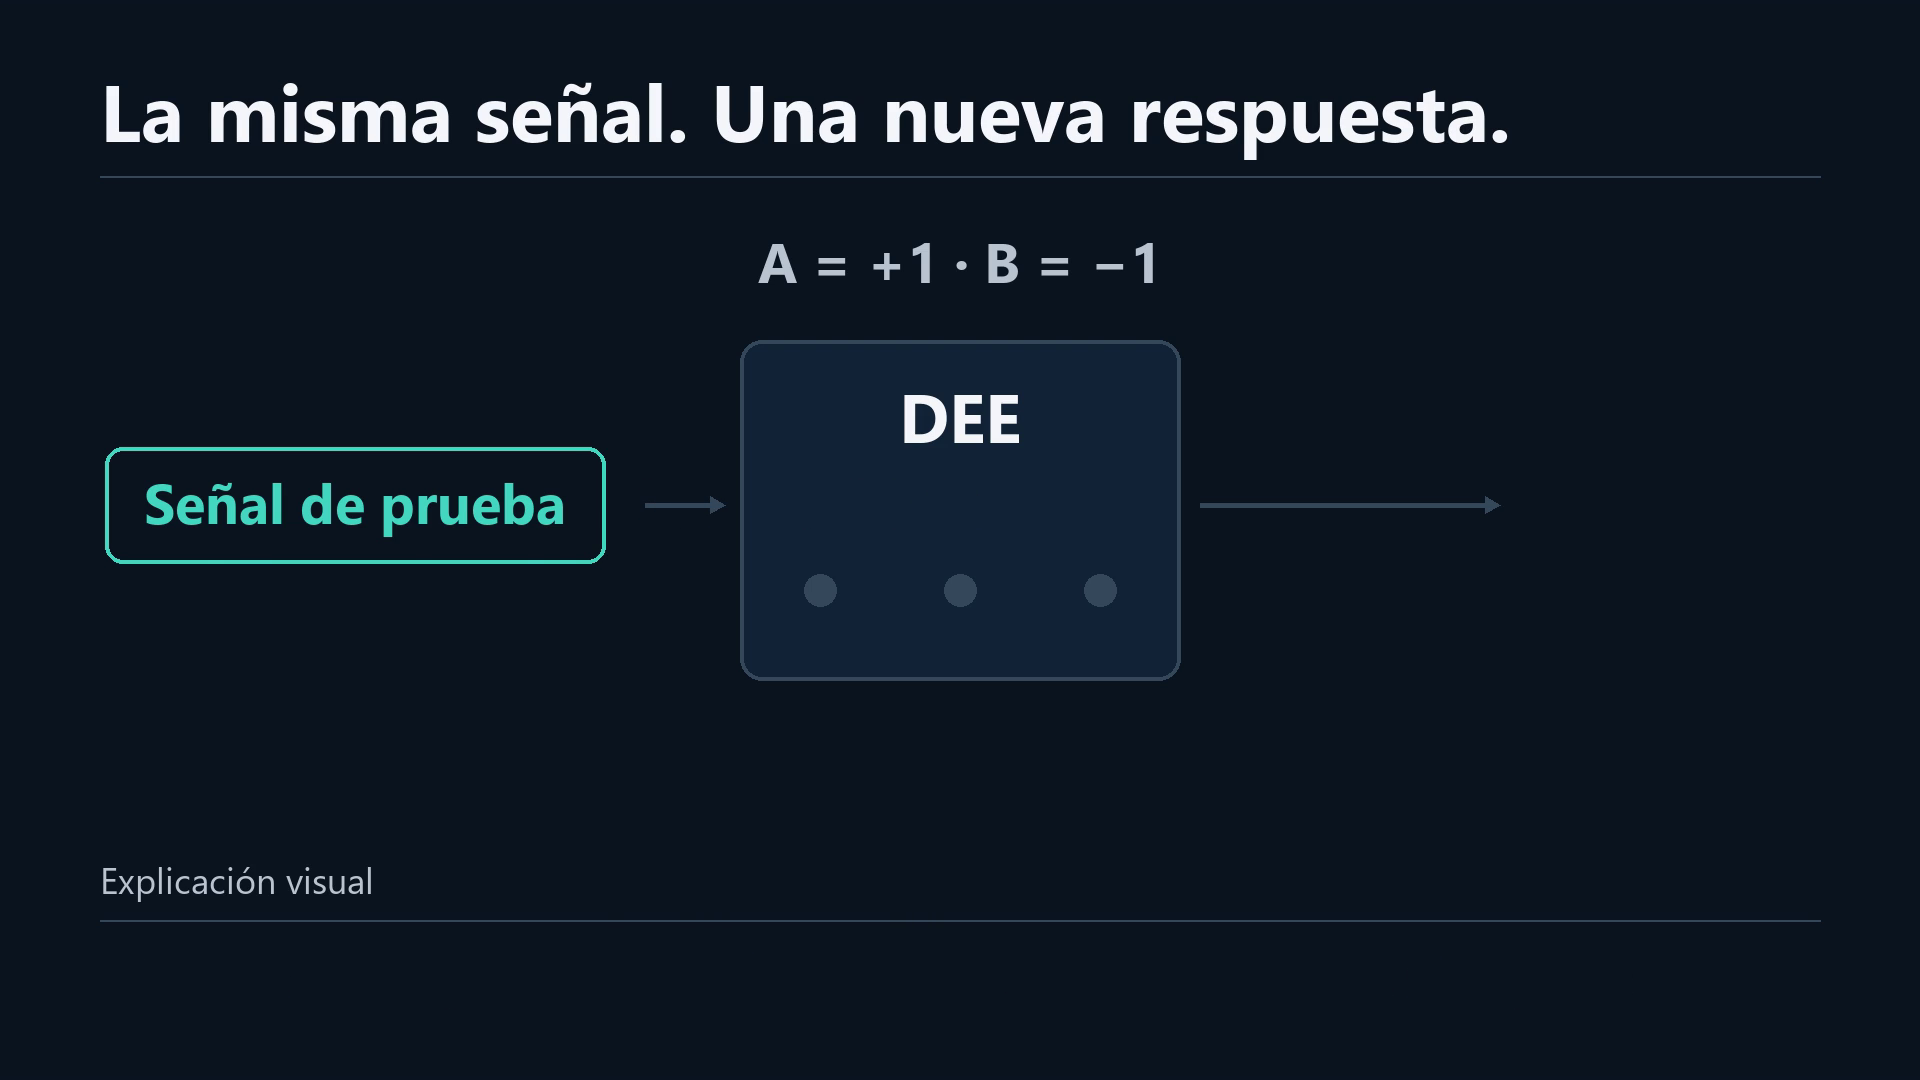 La misma señal. Una nueva respuesta.
A = +1 · B = −1
DEE
Señal de prueba
Explicación visual